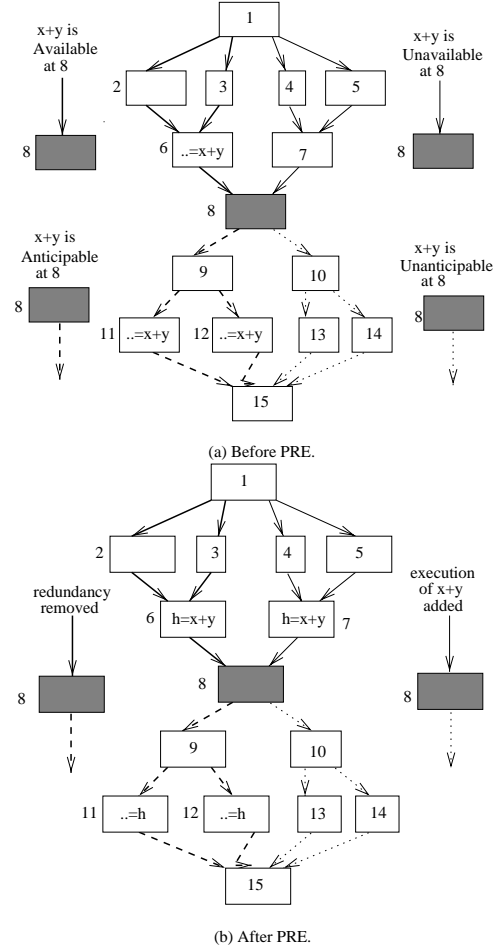 x+y is
Available
at 8
8
1
2
3
4
5
6
..=x+y
7
8
x+y is
Unavailable
at 8
8
x+y is
Anticipable
at 8
8
9
10
11
..=x+y
12
..=x+y
13
14
15
x+y is
Unanticipable
at 8
8
(a) Before PRE.
1
2
3
4
5
redundancy
removed
8
6
h=x+y
h=x+y
7
8
execution
of x+y
added
8
9
10
11
..=h
12
..=h
13
14
15
(b) After PRE.